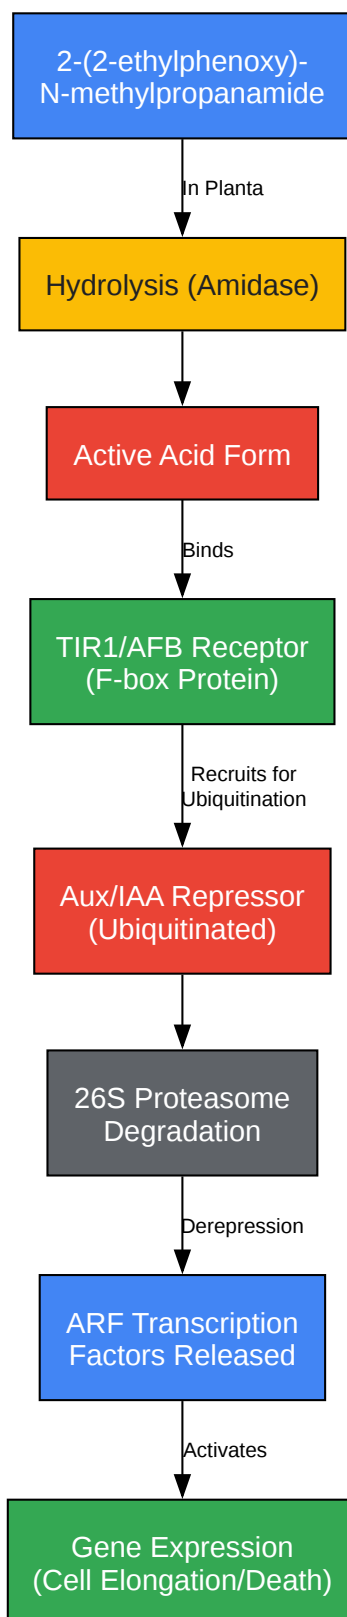 2-(2-ethylphenoxy)-
N-methylpropanamide
In Planta
Hydrolysis (Amidase)
Active Acid Form
Binds
TIR1/AFB Receptor
(F-box Protein)
Recruits for
Ubiquitination
Aux/IAA Repressor
(Ubiquitinated)
26S Proteasome
Degradation
Derepression
ARF Transcription
Factors Released
Activates
Gene Expression
(Cell Elongation/Death)